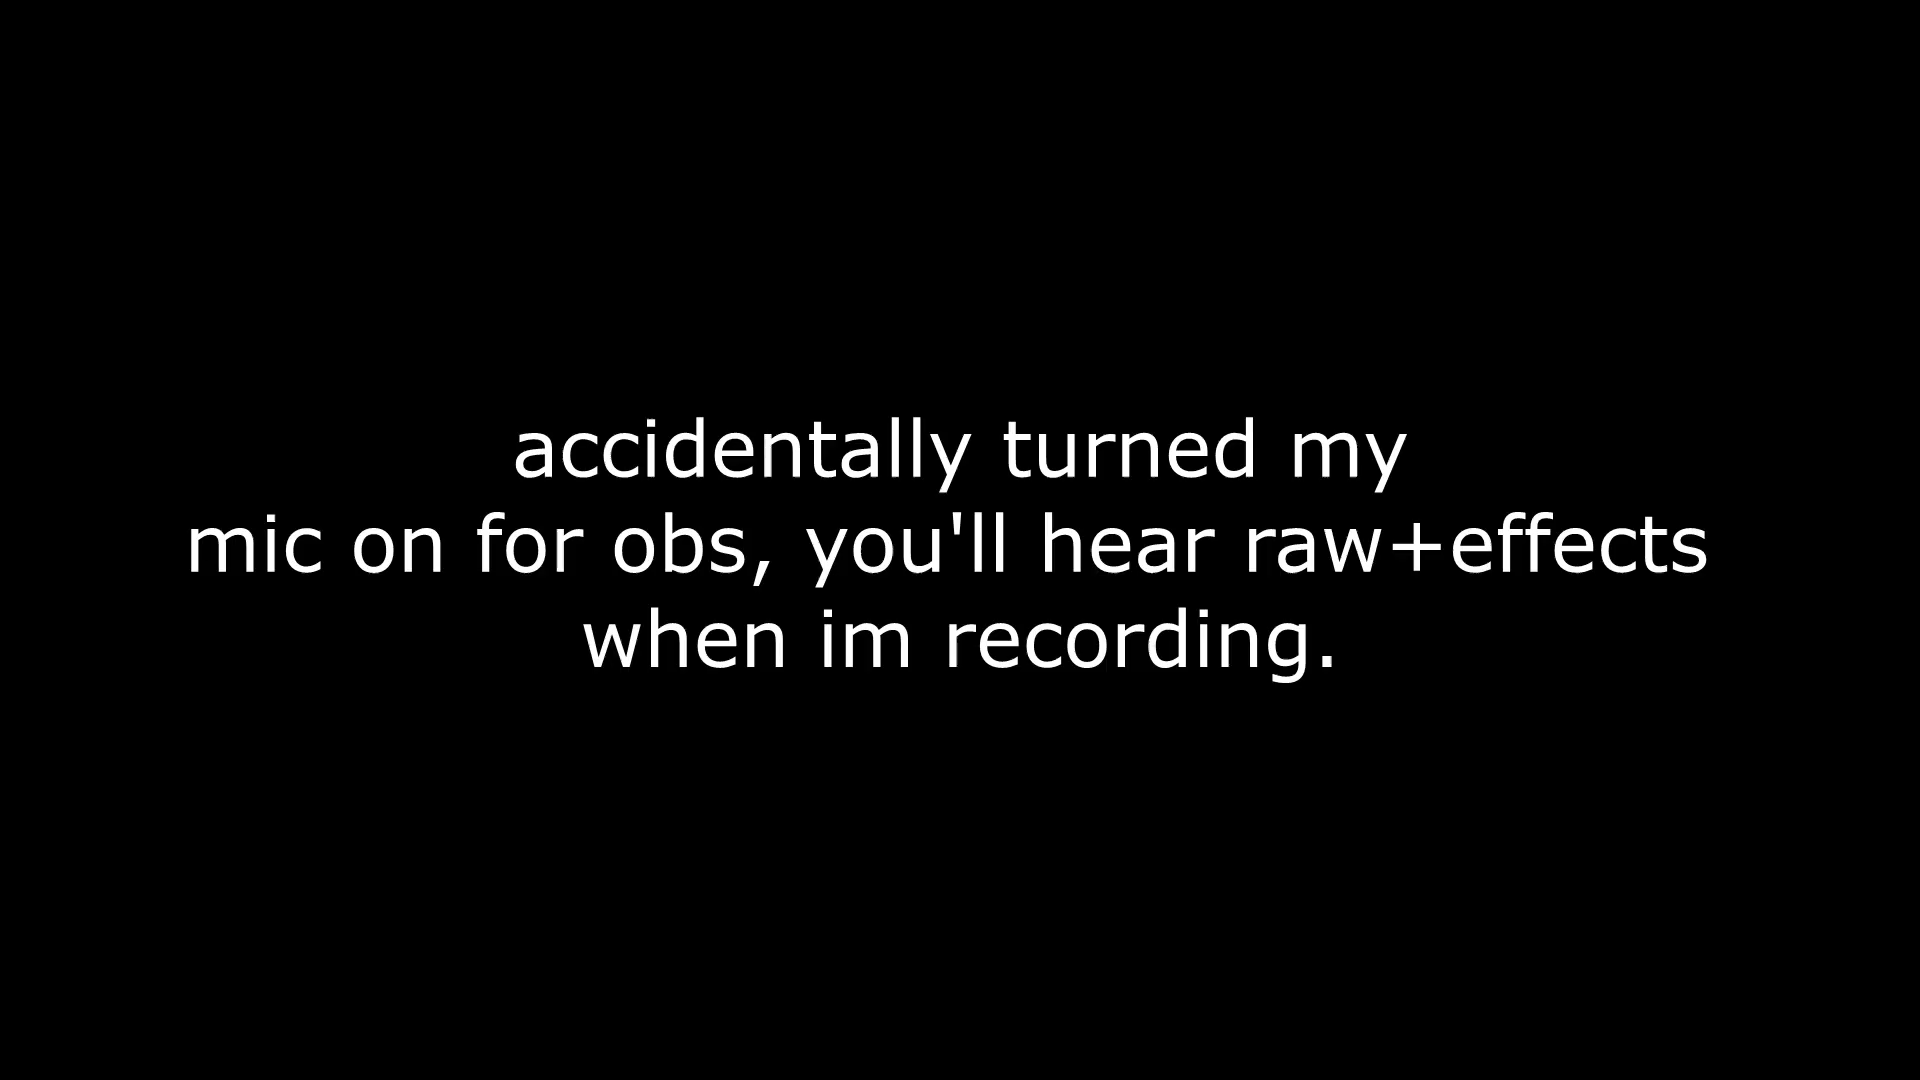 accidentally turned my
mic on for obs, you'll hear raw+effects
when im recording.